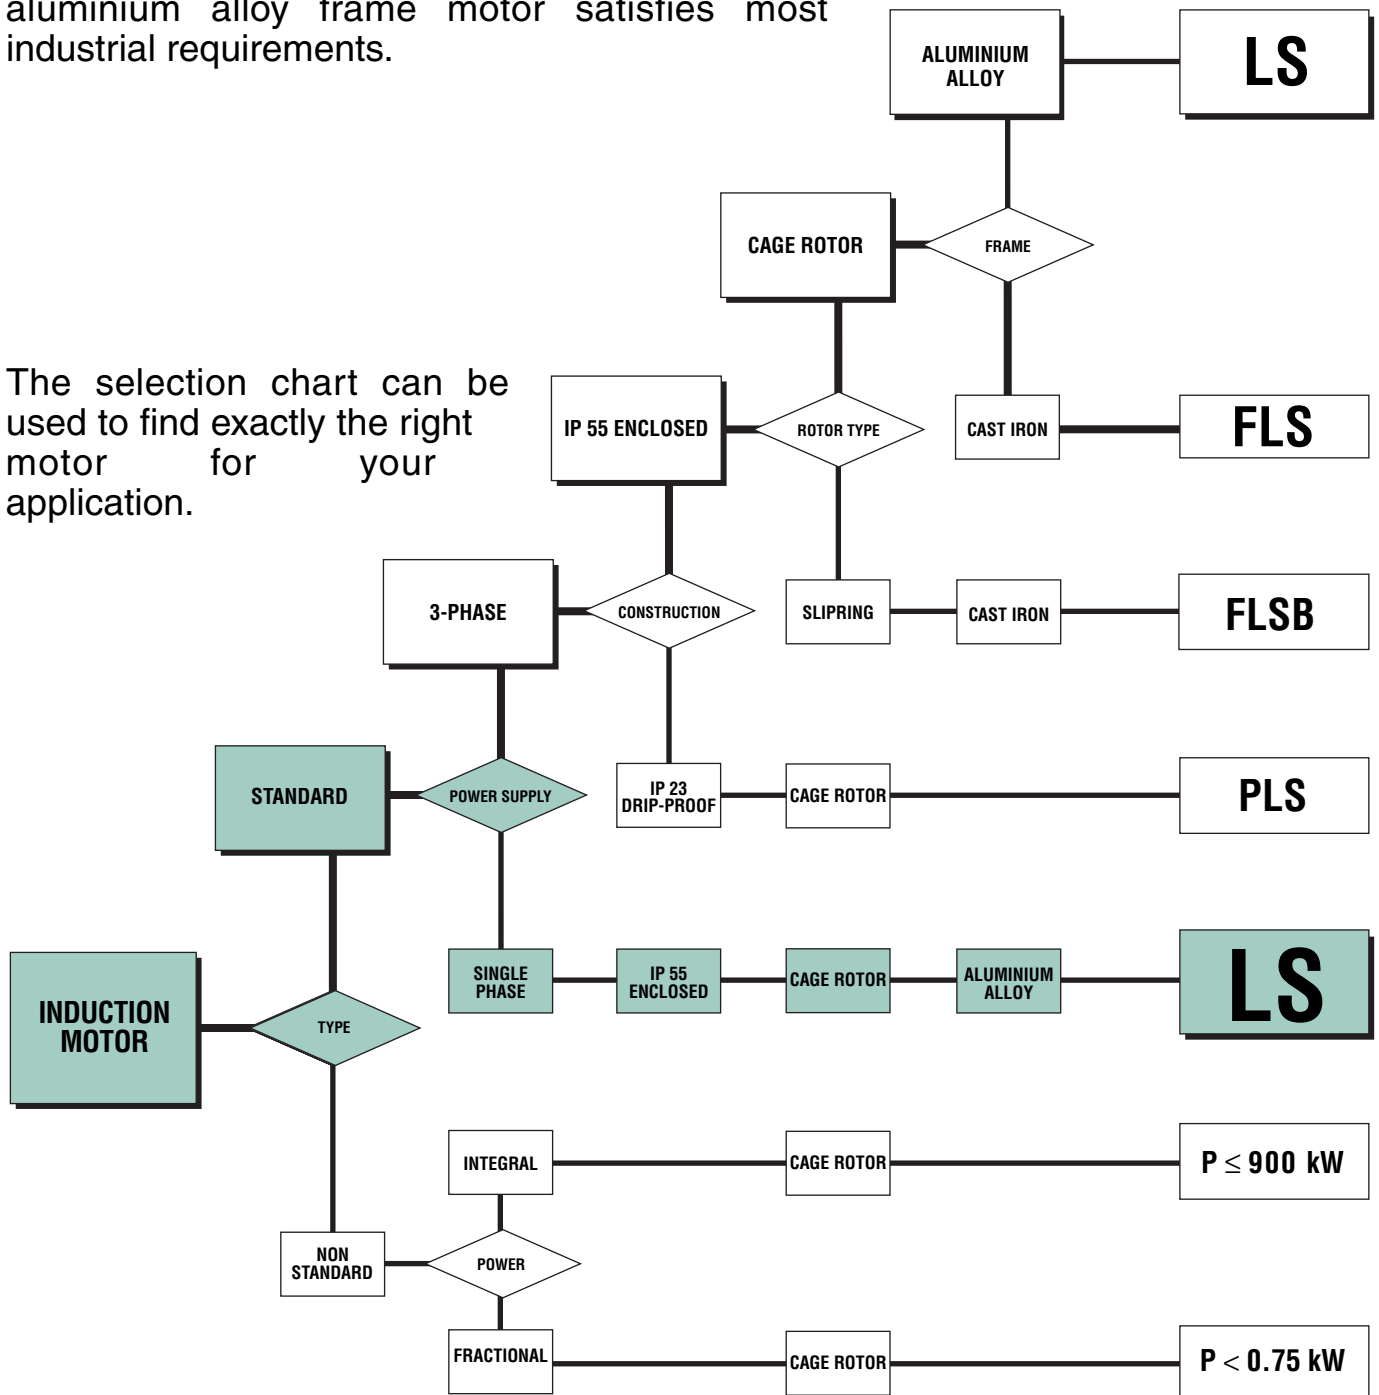 aluminium alloy frame motor satisfies most
industrial requirements.
ALUMINIUM
ALLOY
LS
CAGE ROTOR
FRAME
The selection chart can be
used to find exactly the right
motor for your
application.
IP 55 ENCLOSED
ROTOR TYPE
CAST IRON
FLS
3-PHASE
CONSTRUCTION
SLIPRING
CAST IRON
FLSB
STANDARD
POWER SUPPLY
IP 23
DRIP-PROOF
CAGE ROTOR
PLS
INDUCTION
MOTOR
TYPE
SINGLE
PHASE
IP 55
ENCLOSED
CAGE ROTOR
ALUMINIUM
ALLOY
LS
INTEGRAL
CAGE ROTOR
P ≤ 900 kW
NON
STANDARD
POWER
FRACTIONAL
CAGE ROTOR
P < 0.75 kW